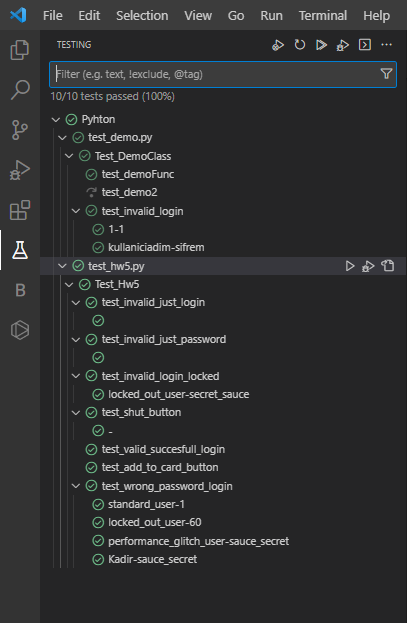 File Edit Selection View Go Run Terminal Help
TESTING
Filter (e.g. text, !exclude, @tag)
10/10 tests passed (100%)
Pyhton
test_demo.py
Test_DemoClass
test_demoFunc
test_demo2
test_invalid_login
1-1
kullaniciadim-sifrem
test_hw5.py
Test_Hw5
test_invalid_just_login
test_invalid_just_password
test_invalid_login_locked
locked_out_user-secret_sauce
test_shut_button
-
test_valid_succesfull_login
test_add_to_card_button
test_wrong_password_login
standard_user-1
locked_out_user-60
performance_glitch_user-sauce_secret
Kadir-sauce_secret
B